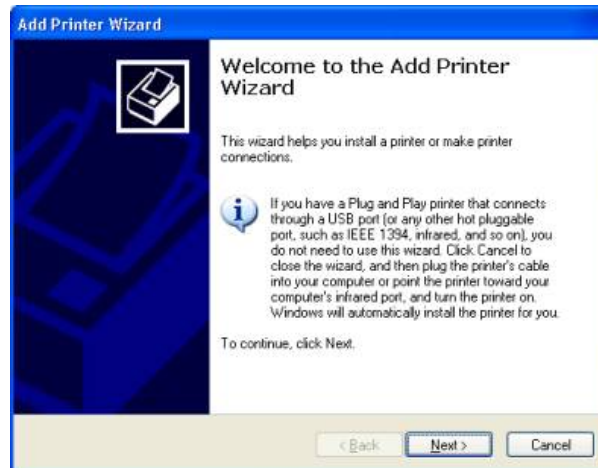 Add Printer Wizard
Welcome to the Add Printer
Wizard
This wizard helps you install a printer or make printer
connections.
If you have a Plug and Play printer that connects
through a USB port (or any other hot pluggable
port, such as IEEE 1394, infrared, and so on), you
do not need to use this wizard. Click Cancel to
close the wizard, and then plug the printer's cable
into your computer or point the printer toward your
computer's infrared port, and turn the printer on.
Windows will automatically install the printer for you.
To continue, click Next.
< Back Next > Cancel